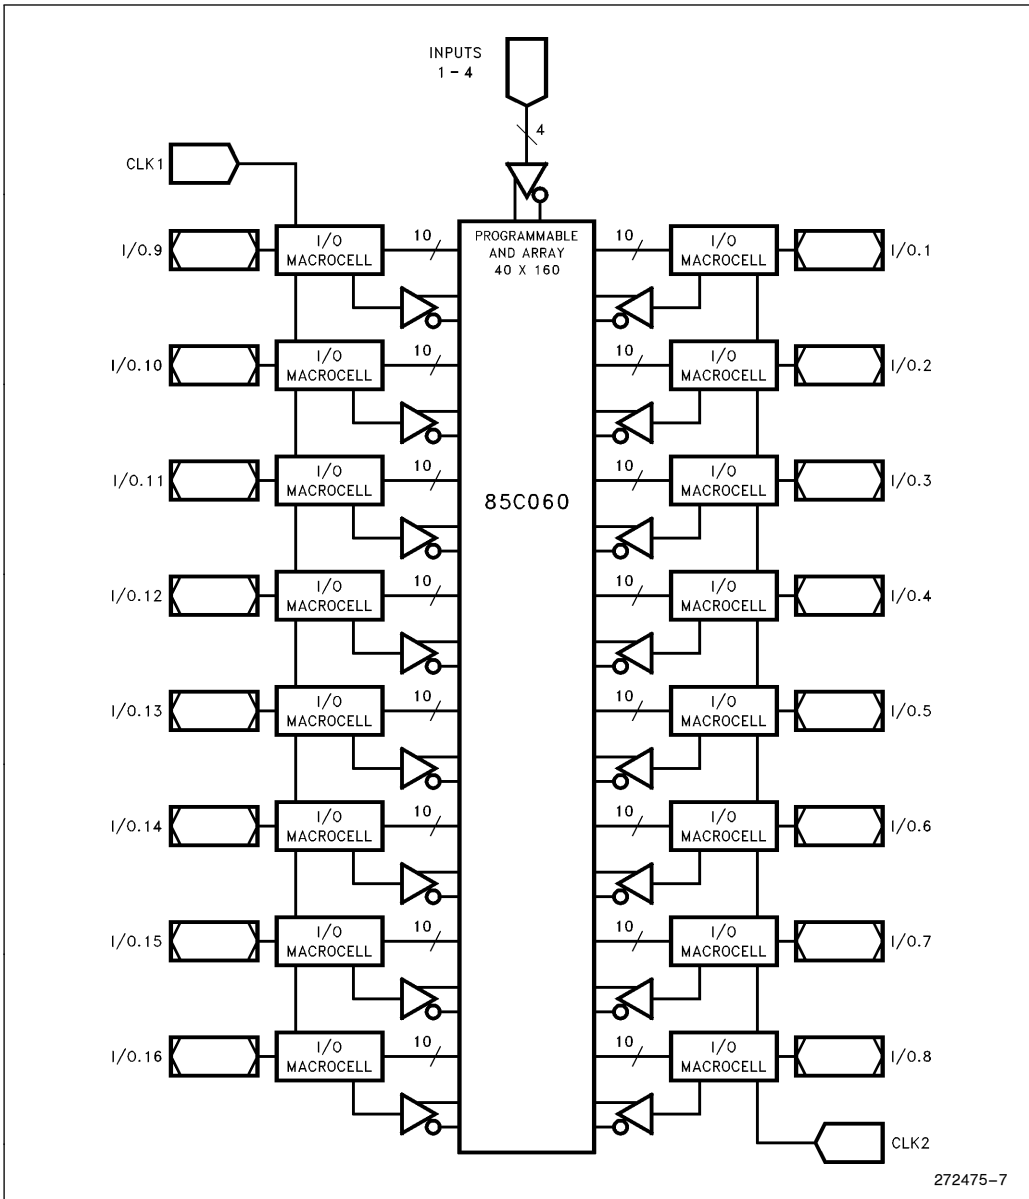 INPUTS
1-4
4
CLK1
I/O.9
I/O
MACROCELL
10
PROGRAMMABLE
AND ARRAY
40 X 160
10
I/O
MACROCELL
I/O.1
I/O.10
I/O
MACROCELL
10
10
I/O
MACROCELL
I/O.2
I/O.11
I/O
MACROCELL
10
10
I/O
MACROCELL
I/O.3
85C060
I/O.12
I/O
MACROCELL
10
10
I/O
MACROCELL
I/O.4
I/O.13
I/O
MACROCELL
10
10
I/O
MACROCELL
I/O.5
I/O.14
I/O
MACROCELL
10
10
I/O
MACROCELL
I/O.6
I/O.15
I/O
MACROCELL
10
10
I/O
MACROCELL
I/O.7
I/O.16
I/O
MACROCELL
10
10
I/O
MACROCELL
I/O.8
CLK2
272475-7